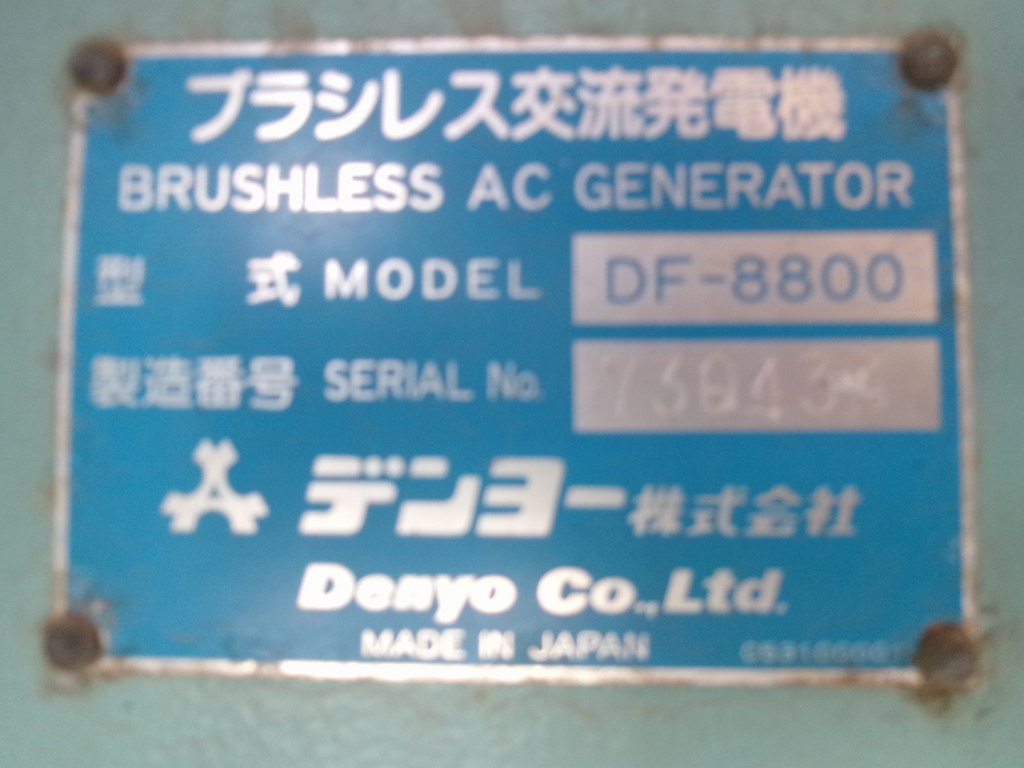 ブラシレス交流発電機
BRUSHLESS AC GENERATOR
型 式 MODEL DF-8800
製造番号 SERIAL No.
デンヨー株式会社
Denyo Co., Ltd.
MADE IN JAPAN